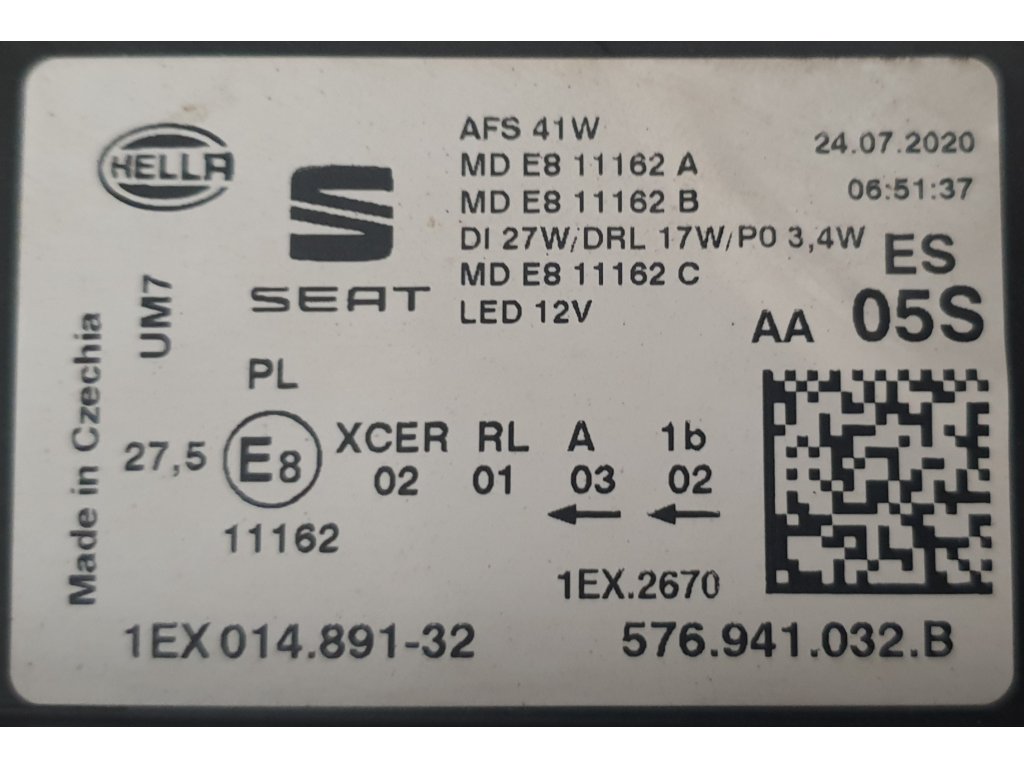 HELLA
SEAT
AFS 41W
MD E8 11162 A
MD E8 11162 B
DI 27W/DRL 17W/PO 3,4W
MD E8 11162 C
LED 12V
24.07.2020
06:51:37
ES
AA 05S
Made in Czechia
UM7
PL
27,5 E8 XCER RL A 1b
02 01 03 02
11162
1EX.2670
1EX 014.891-32
576.941.032.B